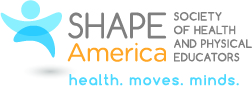 SHAPE
America
SOCIETY
OF HEALTH
AND PHYSICAL
EDUCATORS
health. moves. minds.